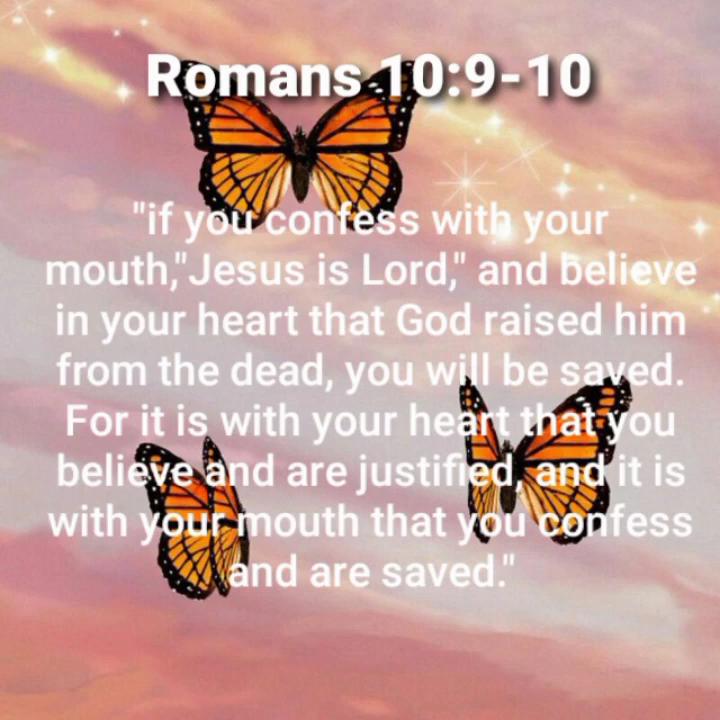 Romans 10:9-10
"if you confess with your
mouth,"Jesus is Lord," and believe
in your heart that God raised him
from the dead, you will be saved.
For it is with your heart that you
believe and are justified, and it is
with your mouth that you confess
and are saved."